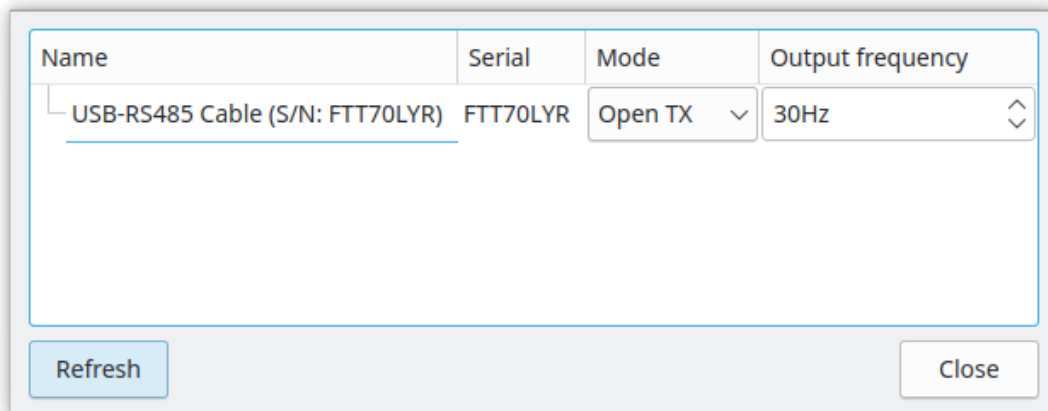 Name Serial Mode Output frequency
USB-RS485 Cable (S/N: FTT70LYR) FTT70LYR Open TX 30Hz
Refresh Close